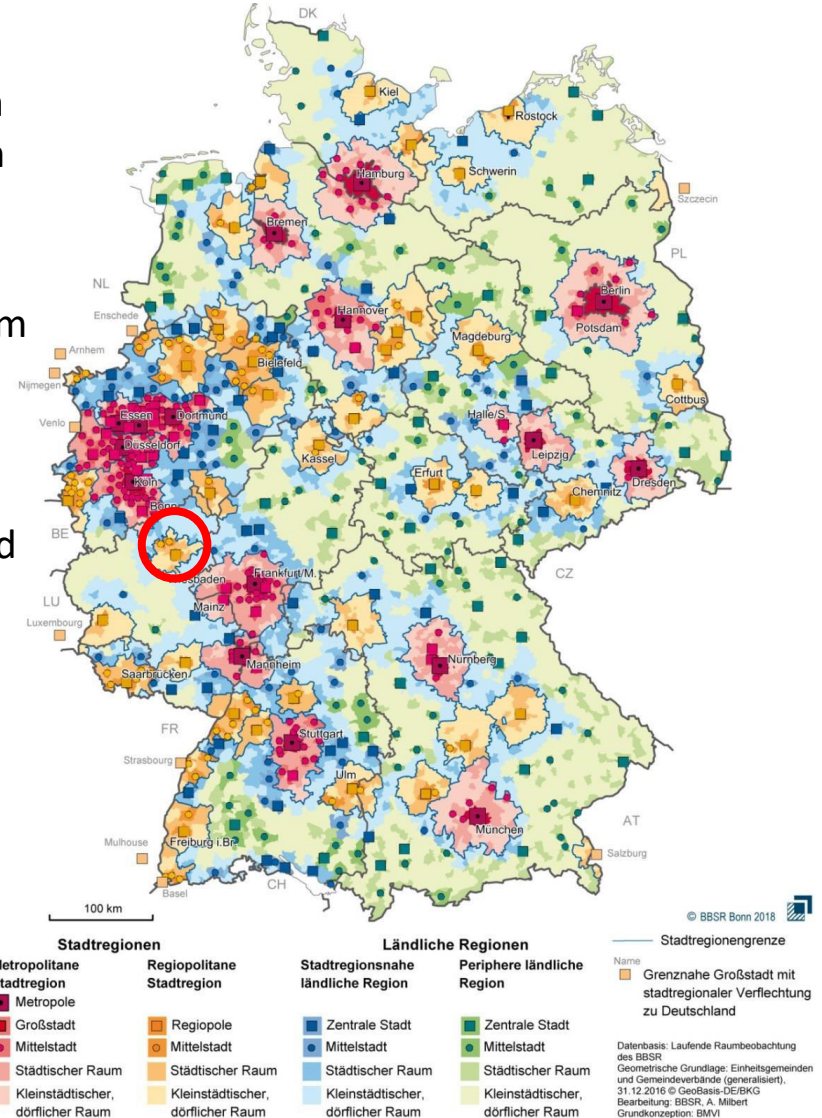 DK
Kiel
Rostock
Hamburg
Schwerin
Szczecin
Bremen
PL
NL
Berlin
Hannover
Potsdam
Enschede
m
Magdeburg
Arnhem
Bielefeld
Nijmegen
Cottbus
Essen
Dortmund
Halle/S.
Venlo
Düsseldorf
Leipzig
Kassel
Erfurt
Dresden
Köln
Chemnitz
Bonn
BE
d
Frankfurt/M.
CZ
LU
Mainz
Luxembourg
Nürnberg
Mannheim
Saarbrücken
FR
Stuttgart
Strasbourg
Ulm
AT
München
Mulhouse
Freiburg i.Br.
Salzburg
CH
Basel
100 km
© BBSR Bonn 2018
Stadtregionen
Ländliche Regionen
Stadtregionengrenze
Regiopolitane
Stadtregion
Stadtregionsnahe
ländliche Region
Periphere ländliche
Region
Name
Grenznahe Großstadt mit
stadtregionaler Verflechtung
zu Deutschland
Metropole
Großstadt
Regiopole
Zentrale Stadt
Zentrale Stadt
Mittelstadt
Mittelstadt
Mittelstadt
Mittelstadt
Städtischer Raum
Städtischer Raum
Städtischer Raum
Städtischer Raum
Kleinstädtischer,
dörflicher Raum
Kleinstädtischer,
dörflicher Raum
Kleinstädtischer,
dörflicher Raum
Kleinstädtischer,
dörflicher Raum
Datenbasis: Laufende Raumbeobachtung
des BBSR
Geometrische Grundlage: Einheitsgemeinden
und Gemeindeverbände (generalisiert),
31.12.2016 © GeoBasis-DE/BKG
Bearbeitung: BBSR, A. Milbert
Grundkonzeption: BMVI